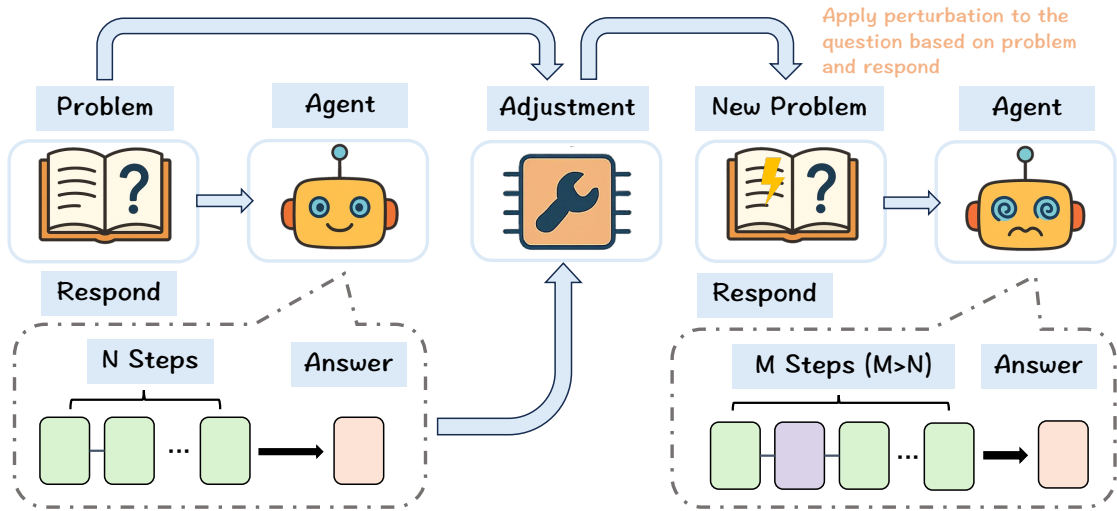 Apply perturbation to the
question based on problem
and respond
Problem
Agent
Adjustment
New Problem
Agent
?
?
Respond
Respond
N Steps
Answer
M Steps (M>N)
Answer
...
...